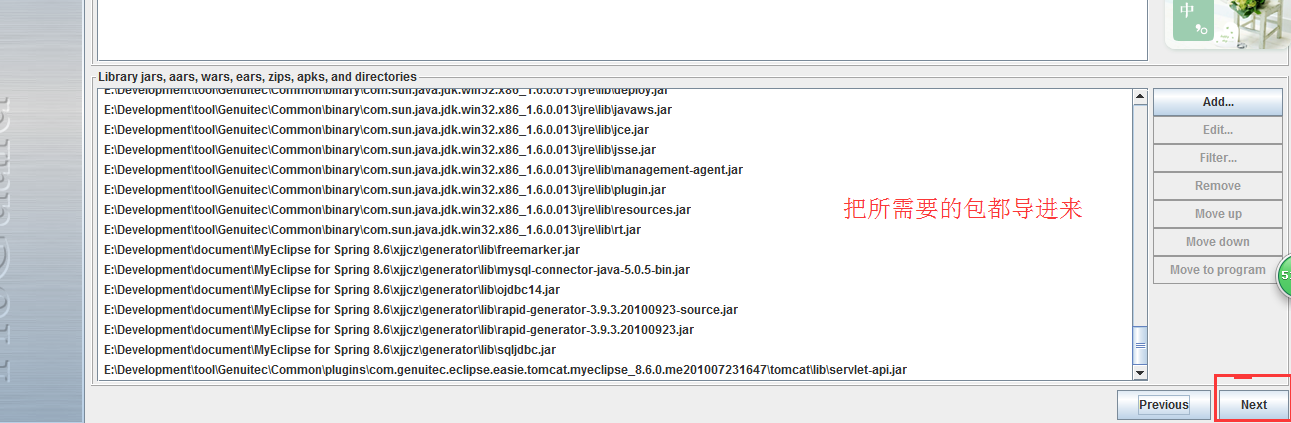 中
Library jars, aars, wars, ears, zips, apks, and directories
E:\Development\tool\Genuitec\Common\binary\com.sun.java.jdk.win32.x86_1.6.0.013\jre\lib\deploy.jar
E:\Development\tool\Genuitec\Common\binary\com.sun.java.jdk.win32.x86_1.6.0.013\jre\lib\javaws.jar
E:\Development\tool\Genuitec\Common\binary\com.sun.java.jdk.win32.x86_1.6.0.013\jre\lib\jce.jar
E:\Development\tool\Genuitec\Common\binary\com.sun.java.jdk.win32.x86_1.6.0.013\jre\lib\jsse.jar
E:\Development\tool\Genuitec\Common\binary\com.sun.java.jdk.win32.x86_1.6.0.013\jre\lib\management-agent.jar
E:\Development\tool\Genuitec\Common\binary\com.sun.java.jdk.win32.x86_1.6.0.013\jre\lib\plugin.jar
E:\Development\tool\Genuitec\Common\binary\com.sun.java.jdk.win32.x86_1.6.0.013\jre\lib\resources.jar
E:\Development\tool\Genuitec\Common\binary\com.sun.java.jdk.win32.x86_1.6.0.013\jre\lib\rt.jar
E:\Development\document\MyEclipse for Spring 8.6\xjjcz\generator\lib\freemarker.jar
E:\Development\document\MyEclipse for Spring 8.6\xjjcz\generator\lib\mysql-connector-java-5.0.5-bin.jar
E:\Development\document\MyEclipse for Spring 8.6\xjjcz\generator\lib\ojdbc14.jar
E:\Development\document\MyEclipse for Spring 8.6\xjjcz\generator\lib\rapid-generator-3.9.3.20100923-source.jar
E:\Development\document\MyEclipse for Spring 8.6\xjjcz\generator\lib\rapid-generator-3.9.3.20100923.jar
E:\Development\document\MyEclipse for Spring 8.6\xjjcz\generator\lib\sqljdbc.jar
E:\Development\tool\Genuitec\Common\plugins\com.genuitec.eclipse.easie.tomcat.myeclipse_8.6.0.me201007231647\tomcat\lib\servlet-api.jar
把所需要的包都导进来
Add...
Edit...
Filter...
Remove
Move up
Move down
Move to program
Previous
Next